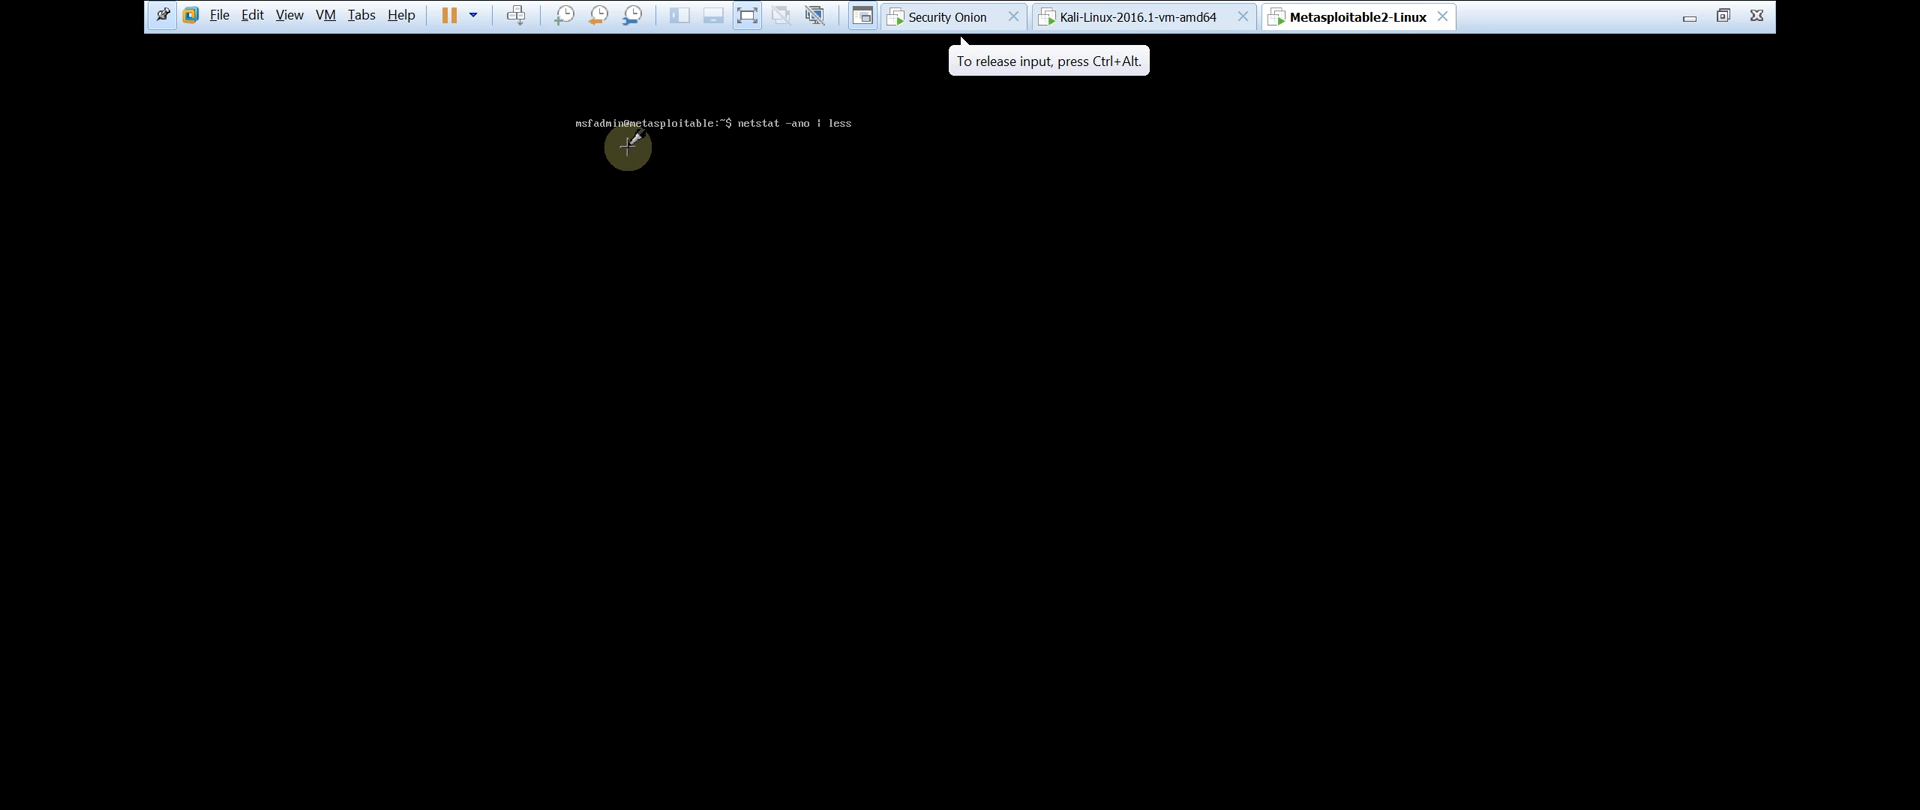 File Edit View VM Tabs Help Security Onion Kali-Linux-2016.1-vm-amd64 Metasploitable2-Linux
To release input, press Ctrl+Alt.
msfadmin@metasploitable:~$ netstat -ano | less